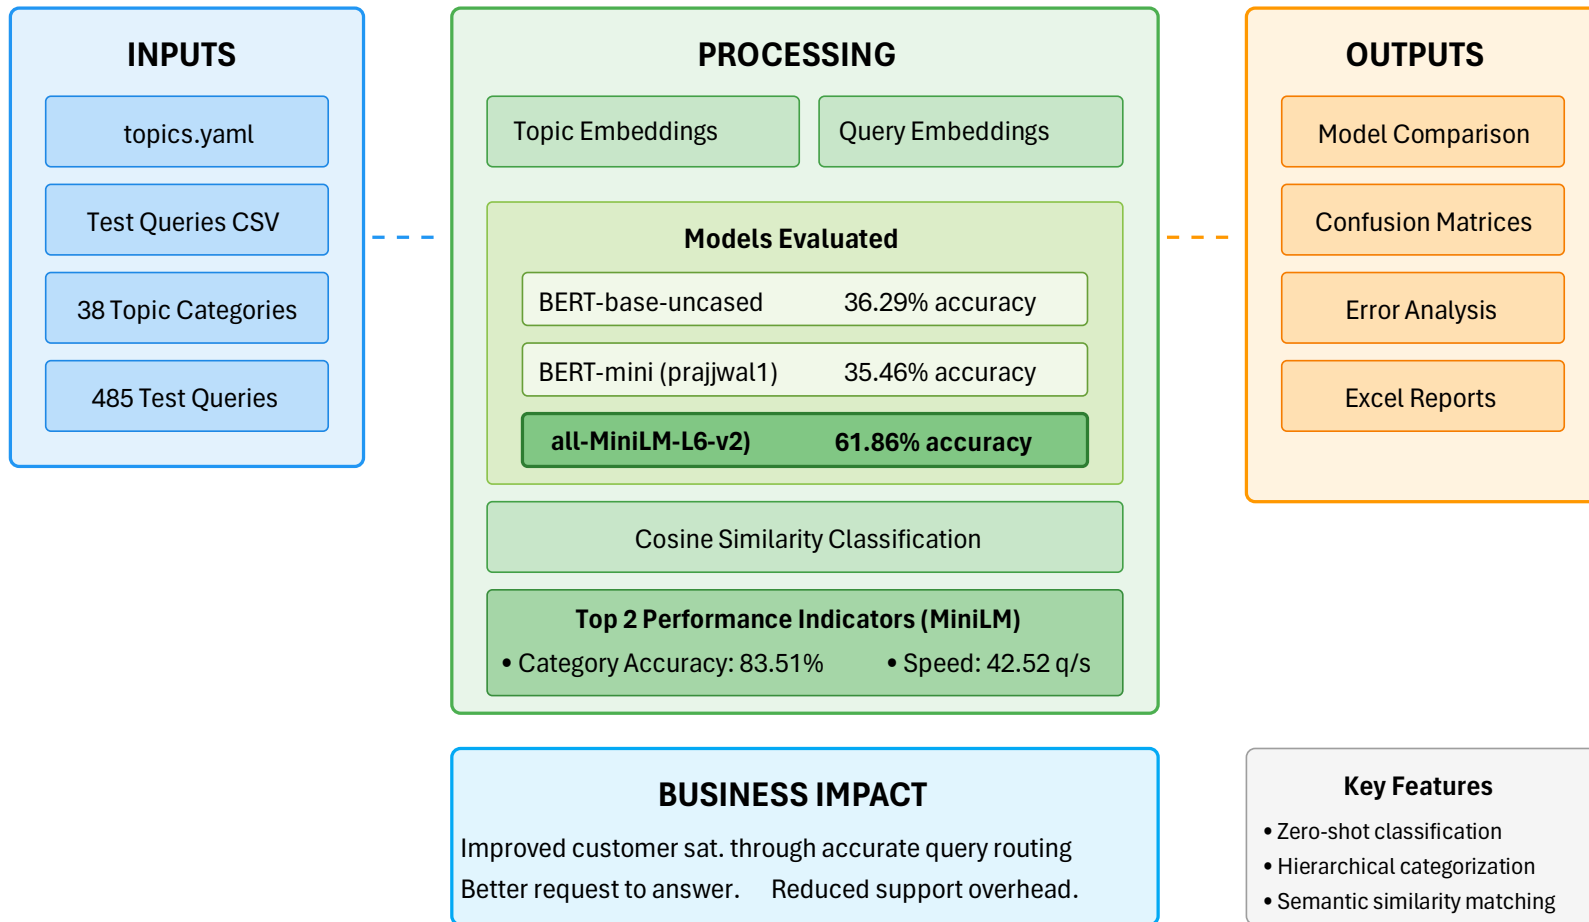 INPUTS
topics.yaml
Test Queries CSV
38 Topic Categories
485 Test Queries
PROCESSING
Topic Embeddings
Query Embeddings
Models Evaluated
BERT-base-uncased 36.29% accuracy
BERT-mini (prajjwal1) 35.46% accuracy
all-MiniLM-L6-v2) 61.86% accuracy
Cosine Similarity Classification
Top 2 Performance Indicators (MiniLM)
• Category Accuracy: 83.51% • Speed: 42.52 q/s
OUTPUTS
Model Comparison
Confusion Matrices
Error Analysis
Excel Reports
BUSINESS IMPACT
Improved customer sat. through accurate query routing
Better request to answer. Reduced support overhead.
Key Features
• Zero-shot classification
• Hierarchical categorization
• Semantic similarity matching